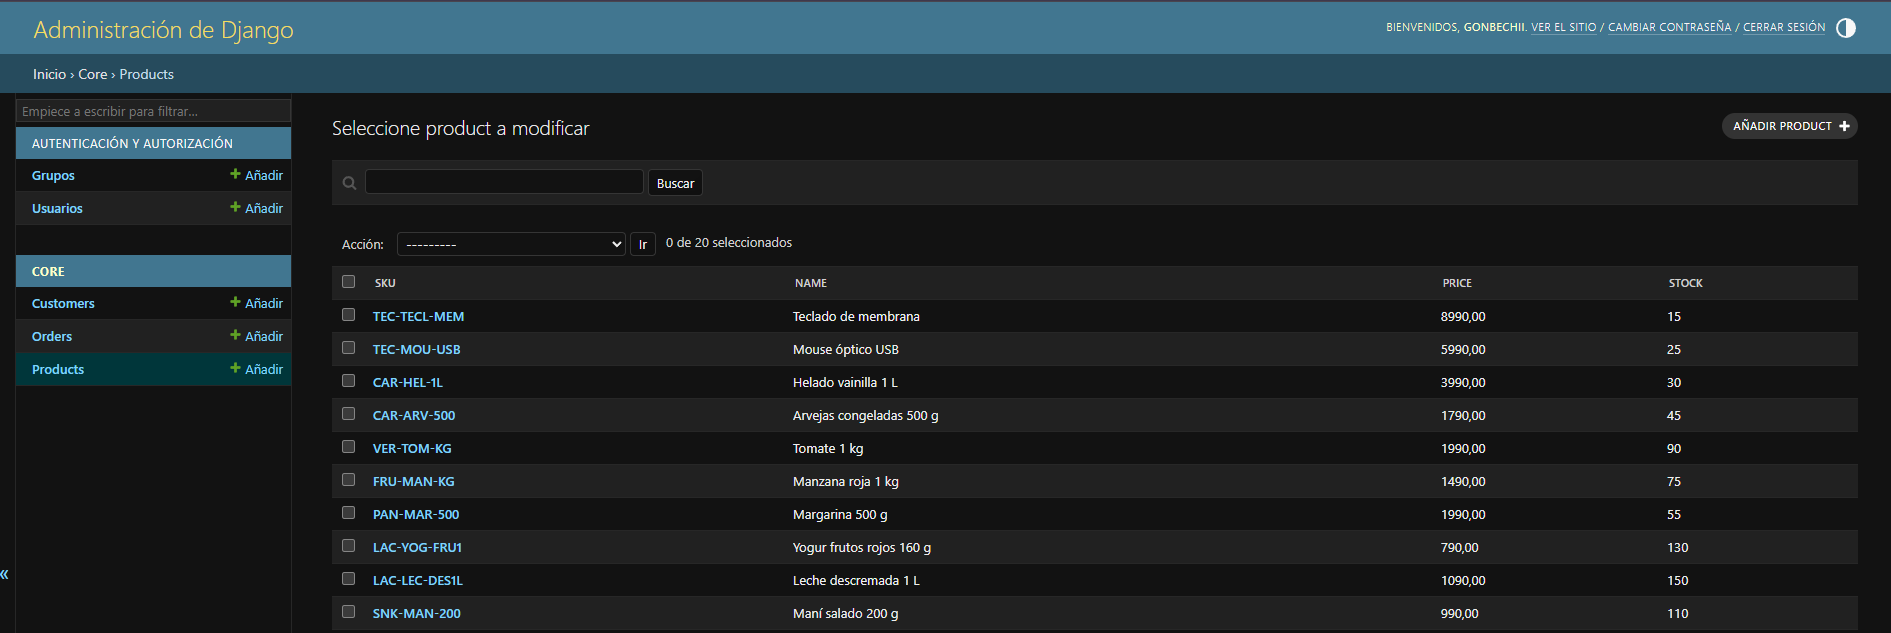 Administración de Django
BIENVENIDOS, GONBECHII. VER EL SITIO / CAMBIAR CONTRASEÑA / CERRAR SESIÓN
Inicio › Core › Products
Empiece a escribir para filtrar...
AUTENTICACIÓN Y AUTORIZACIÓN
Grupos + Añadir
Usuarios + Añadir
CORE
Customers + Añadir
Orders + Añadir
Products + Añadir
«
Seleccione product a modificar
AÑADIR PRODUCT +
Buscar
Acción: --------- Ir 0 de 20 seleccionados
SKU NAME PRICE STOCK
TEC-TECL-MEM Teclado de membrana 8990,00 15
TEC-MOU-USB Mouse óptico USB 5990,00 25
CAR-HEL-1L Helado vainilla 1 L 3990,00 30
CAR-ARV-500 Arvejas congeladas 500 g 1790,00 45
VER-TOM-KG Tomate 1 kg 1990,00 90
FRU-MAN-KG Manzana roja 1 kg 1490,00 75
PAN-MAR-500 Margarina 500 g 1990,00 55
LAC-YOG-FRU1 Yogur frutos rojos 160 g 790,00 130
LAC-LEC-DES1L Leche descremada 1 L 1090,00 150
SNK-MAN-200 Maní salado 200 g 990,00 110